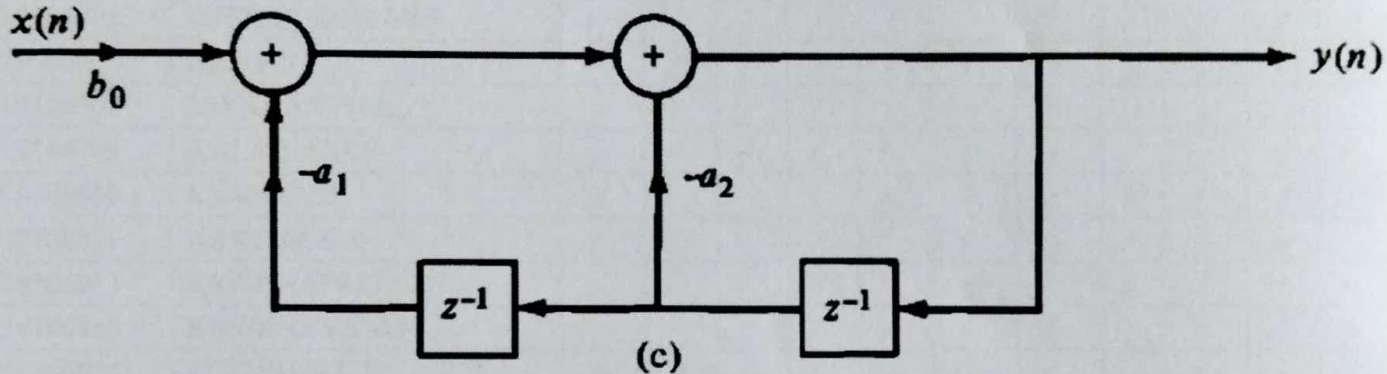 x(n)
+
+
y(n)
b₀
-a₁
-a₂
z⁻¹
z⁻¹
(c)